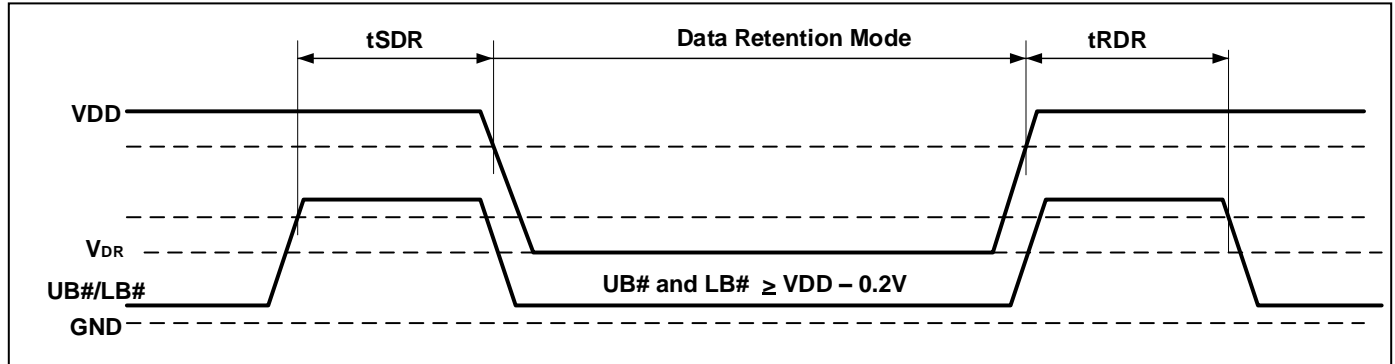 tSDR Data Retention Mode tRDR
VDD
VDR
UB#/LB# UB# and LB# ≥ VDD – 0.2V
GND